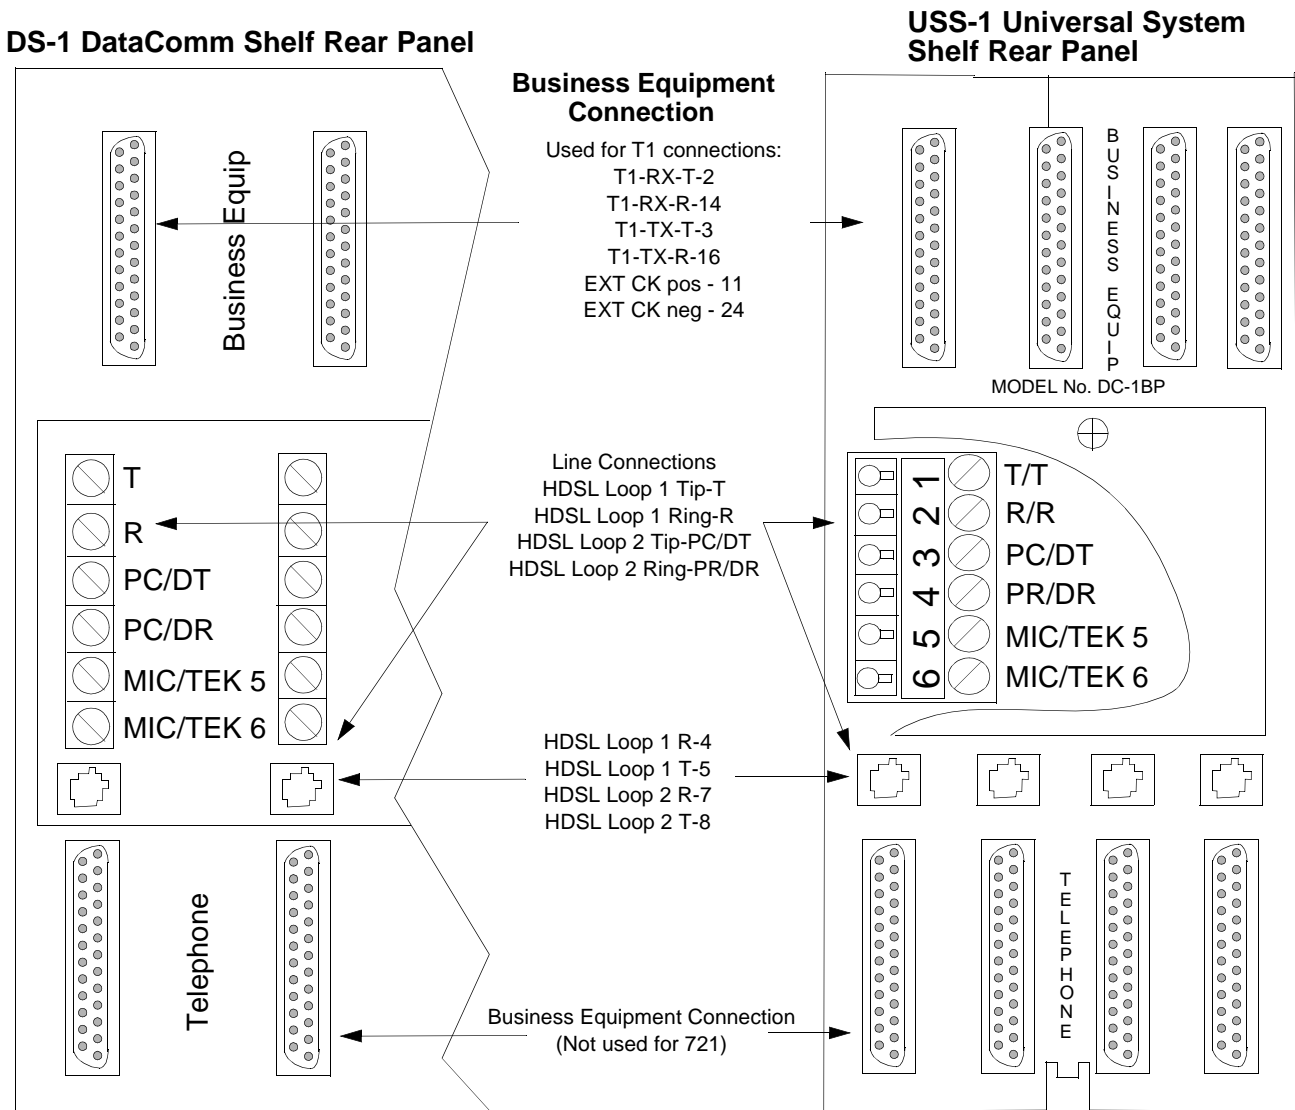 DS-1 DataComm Shelf Rear Panel
USS-1 Universal System
Shelf Rear Panel
Business Equipment
Connection
Used for T1 connections:
T1-RX-T-2
T1-RX-R-14
T1-TX-T-3
T1-TX-R-16
EXT CK pos - 11
EXT CK neg - 24
Business Equip
BUSINESS EQUIP
MODEL No. DC-1BP
T
R
PC/DT
PC/DR
MIC/TEK 5
MIC/TEK 6
Line Connections
HDSL Loop 1 Tip-T
HDSL Loop 1 Ring-R
HDSL Loop 2 Tip-PC/DT
HDSL Loop 2 Ring-PR/DR
1 T/T
2 R/R
3 PC/DT
4 PR/DR
5 MIC/TEK 5
6 MIC/TEK 6
HDSL Loop 1 R-4
HDSL Loop 1 T-5
HDSL Loop 2 R-7
HDSL Loop 2 T-8
Telephone
TELEPHONE
Business Equipment Connection
(Not used for 721)